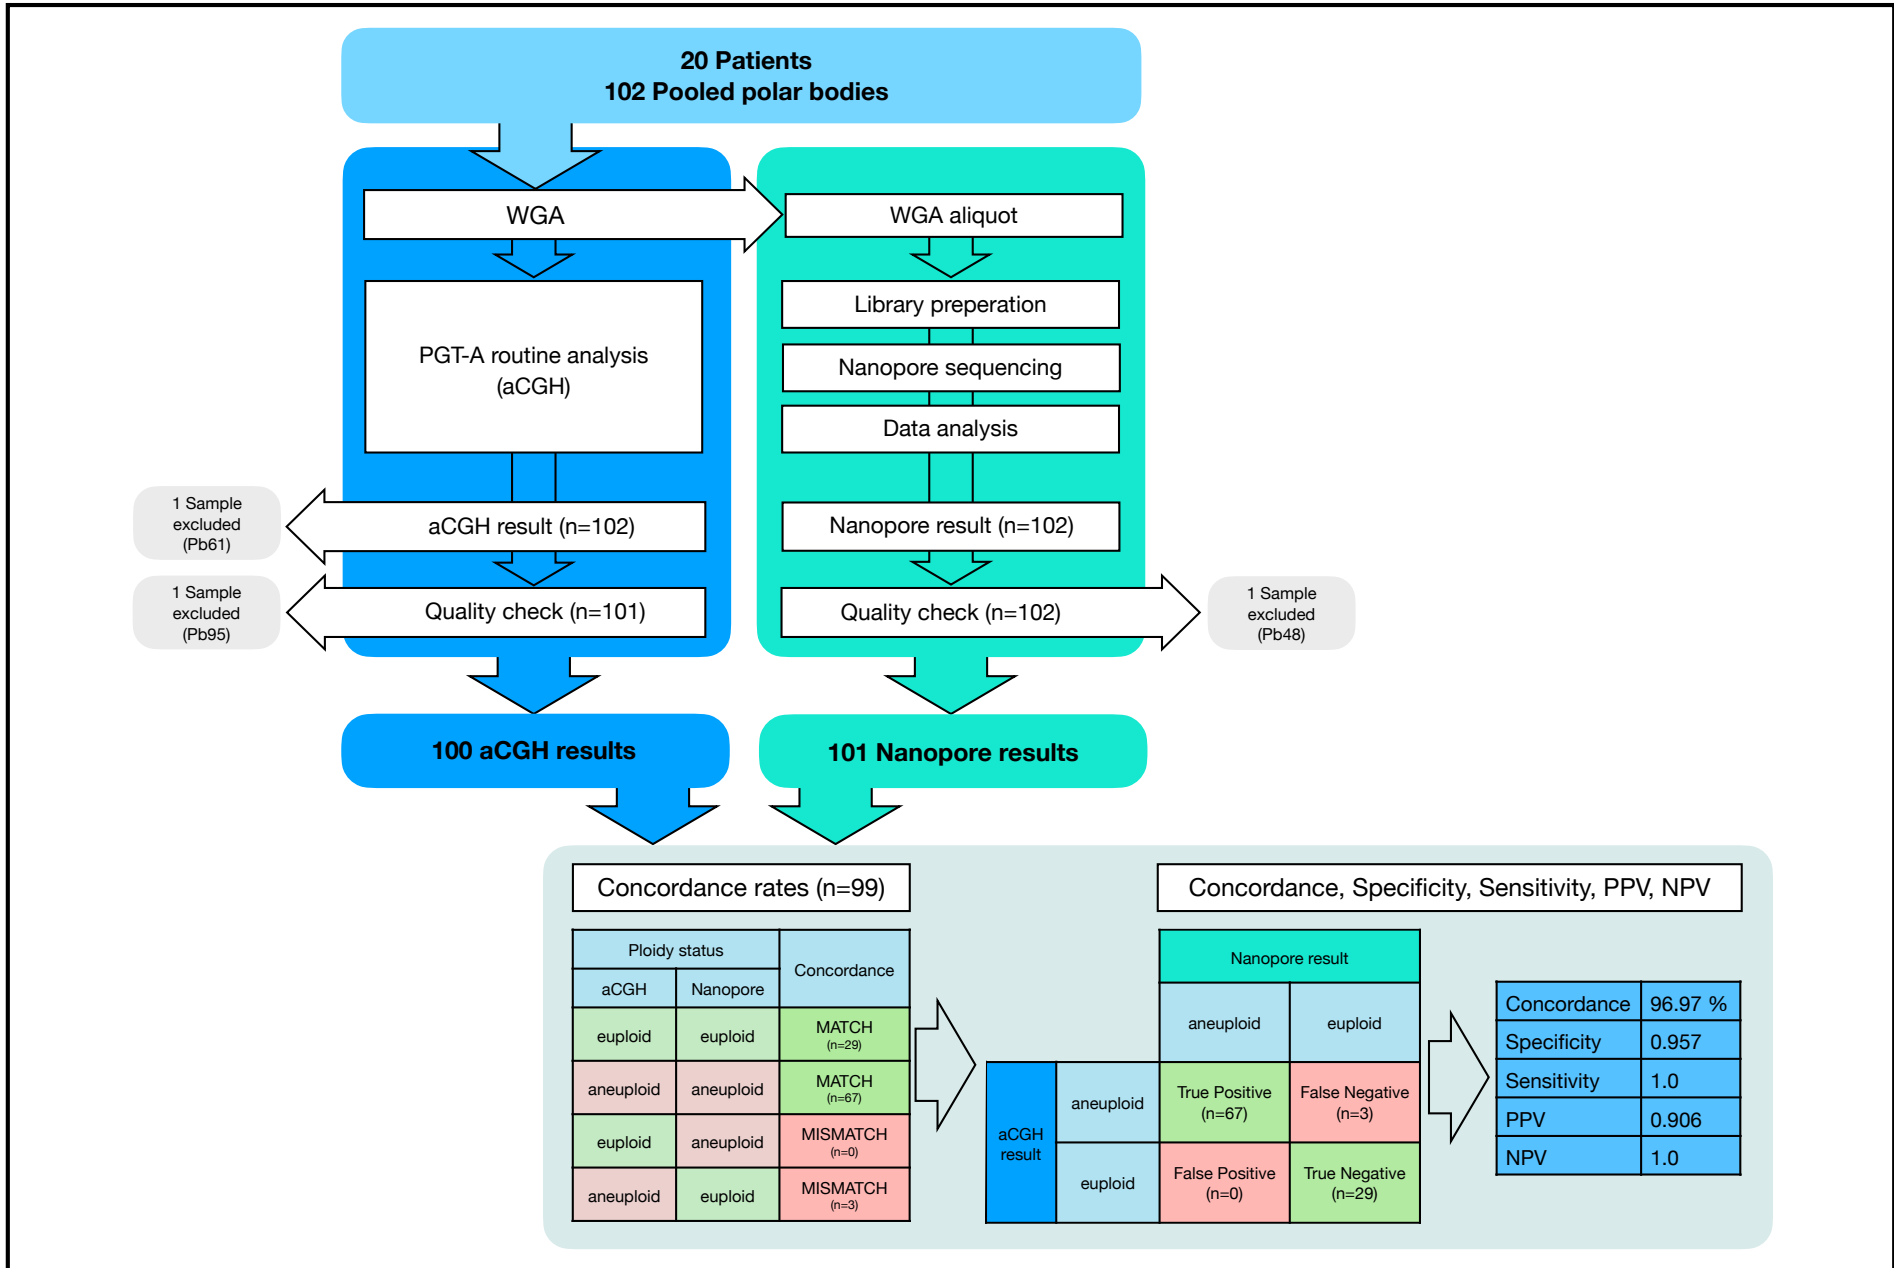 20 Patients
102 Pooled polar bodies
WGA
WGA aliquot
PGT-A routine analysis
(aCGH)
Library preperation
Nanopore sequencing
Data analysis
1 Sample
excluded
(Pb61)
aCGH result (n=102)
Nanopore result (n=102)
1 Sample
excluded
(Pb95)
Quality check (n=101)
Quality check (n=102)
1 Sample
excluded
(Pb48)
100 aCGH results
101 Nanopore results
Concordance rates (n=99)
Ploidy status
Concordance
aCGH
Nanopore
euploid
euploid
MATCH
(n=29)
aneuploid
aneuploid
MATCH
(n=67)
euploid
aneuploid
MISMATCH
(n=0)
aneuploid
euploid
MISMATCH
(n=3)
Concordance, Specificity, Sensitivity, PPV, NPV
Nanopore result
aneuploid
euploid
aCGH
result
aneuploid
True Positive
(n=67)
False Negative
(n=3)
euploid
False Positive
(n=0)
True Negative
(n=29)
Concordance 96.97 %
Specificity 0.957
Sensitivity 1.0
PPV 0.906
NPV 1.0